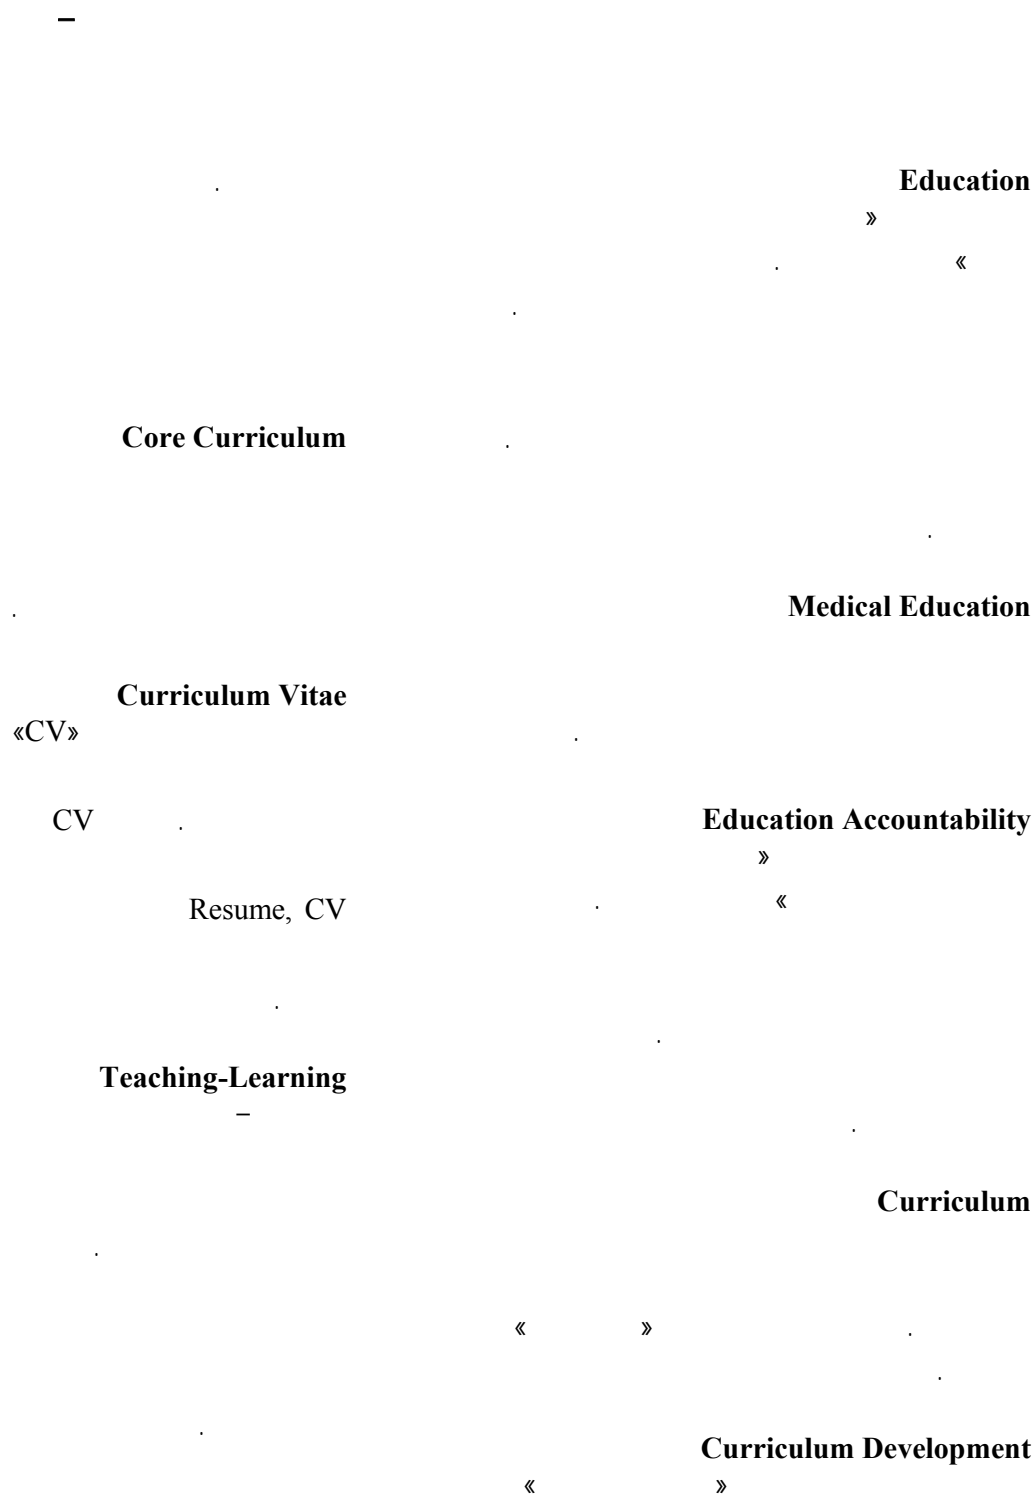 –
Education
»
« .
.
.
.
Medical Education
.
Education Accountability
»
« .
.
.
Curriculum
.
» «
.
Curriculum Development
» «
.
Core Curriculum
.
Curriculum Vitae
«CV»
. CV
Resume, CV
.
Teaching-Learning
–
.
.